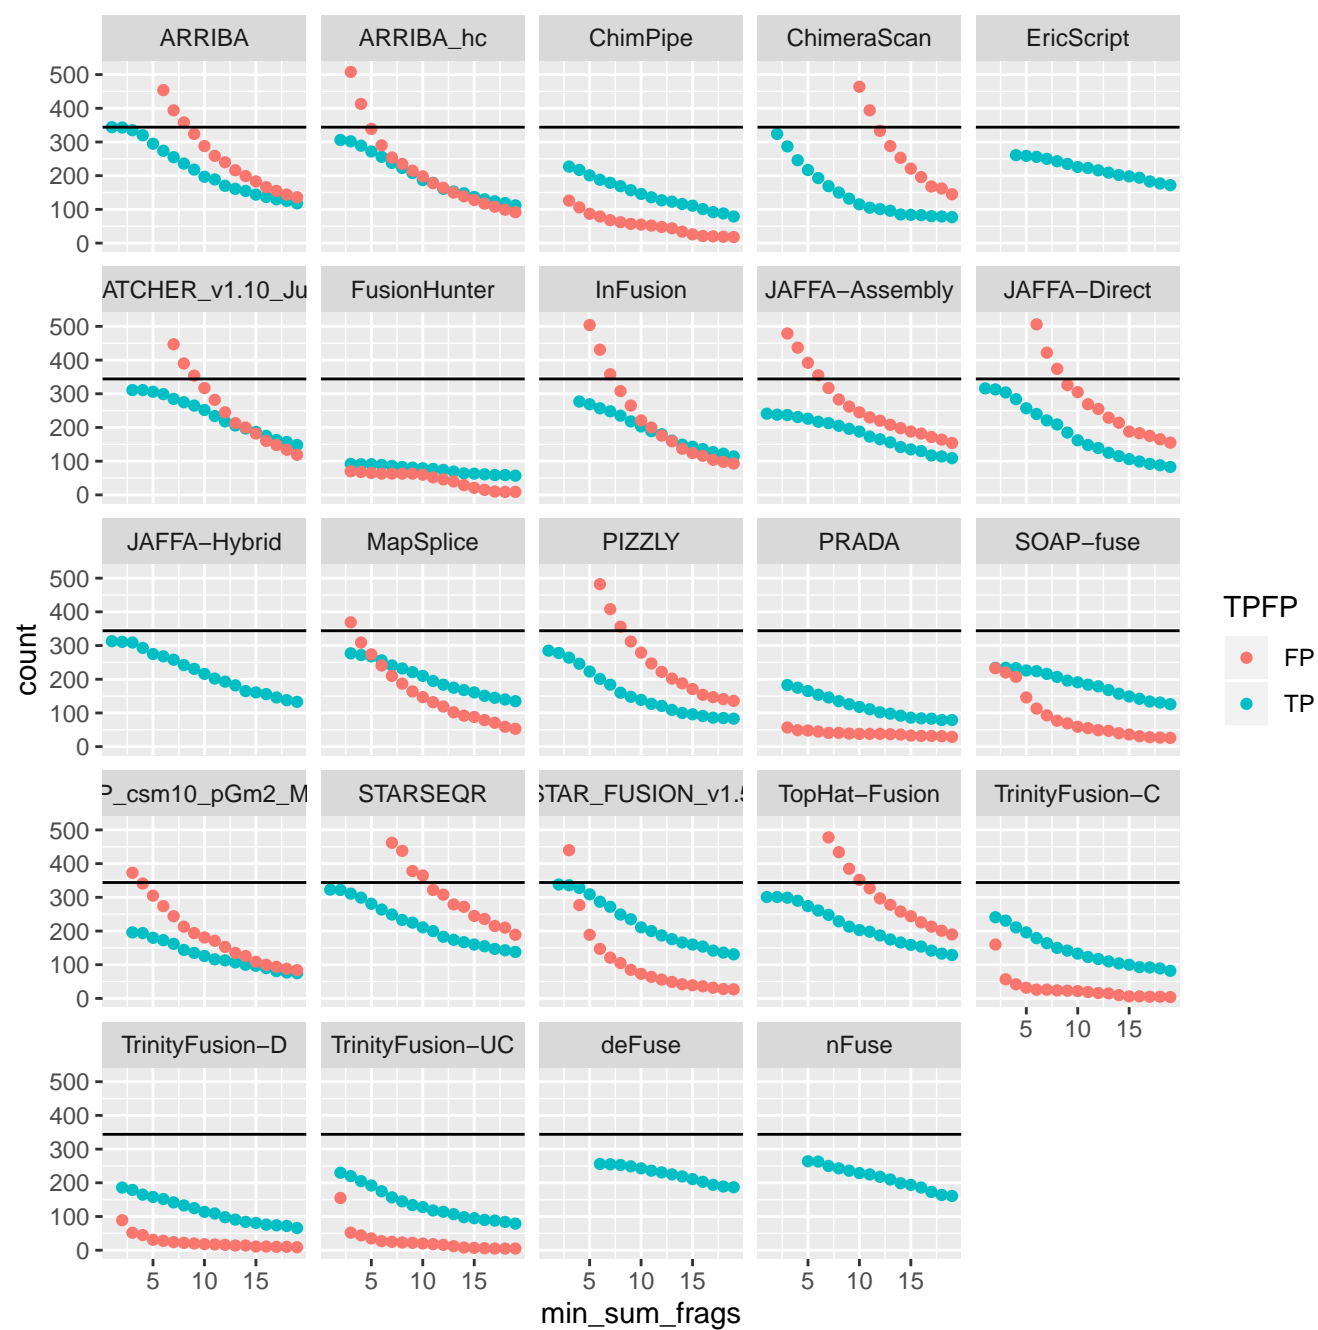 ARRIBA ARRIBA_hc ChimPipe ChimeraScan EricScript
500
400
300
200
100
0
ATCHER_v1.10_Ju FusionHunter InFusion JAFFA−Assembly JAFFA−Direct
500
400
300
200
100
0
JAFFA−Hybrid MapSplice PIZZLY PRADA SOAP−fuse
500
400
300
200
100
0
count
TPFP
FP
TP
P_csm10_pGm2_M STARSEQR STAR_FUSION_v1.5 TopHat−Fusion TrinityFusion−C
500
400
300
200
100
0
5 10 15
TrinityFusion−D TrinityFusion−UC deFuse nFuse
500
400
300
200
100
0
5 10 15 5 10 15 5 10 15 5 10 15
min_sum_frags